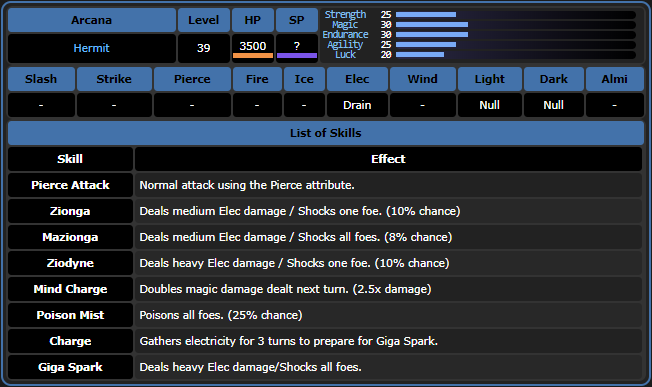 Arcana Level HP SP
Hermit 39 3500 ?
Strength 25
Magic 30
Endurance 30
Agility 25
Luck 20
Slash Strike Pierce Fire Ice Elec Wind Light Dark Almi
- - - - - Drain - Null Null -
List of Skills
Skill Effect
Pierce Attack Normal attack using the Pierce attribute.
Zionga Deals medium Elec damage / Shocks one foe. (10% chance)
Mazionga Deals medium Elec damage / Shocks all foes. (8% chance)
Ziodyne Deals heavy Elec damage / Shocks one foe. (10% chance)
Mind Charge Doubles magic damage dealt next turn. (2.5x damage)
Poison Mist Poisons all foes. (25% chance)
Charge Gathers electricity for 3 turns to prepare for Giga Spark.
Giga Spark Deals heavy Elec damage/Shocks all foes.